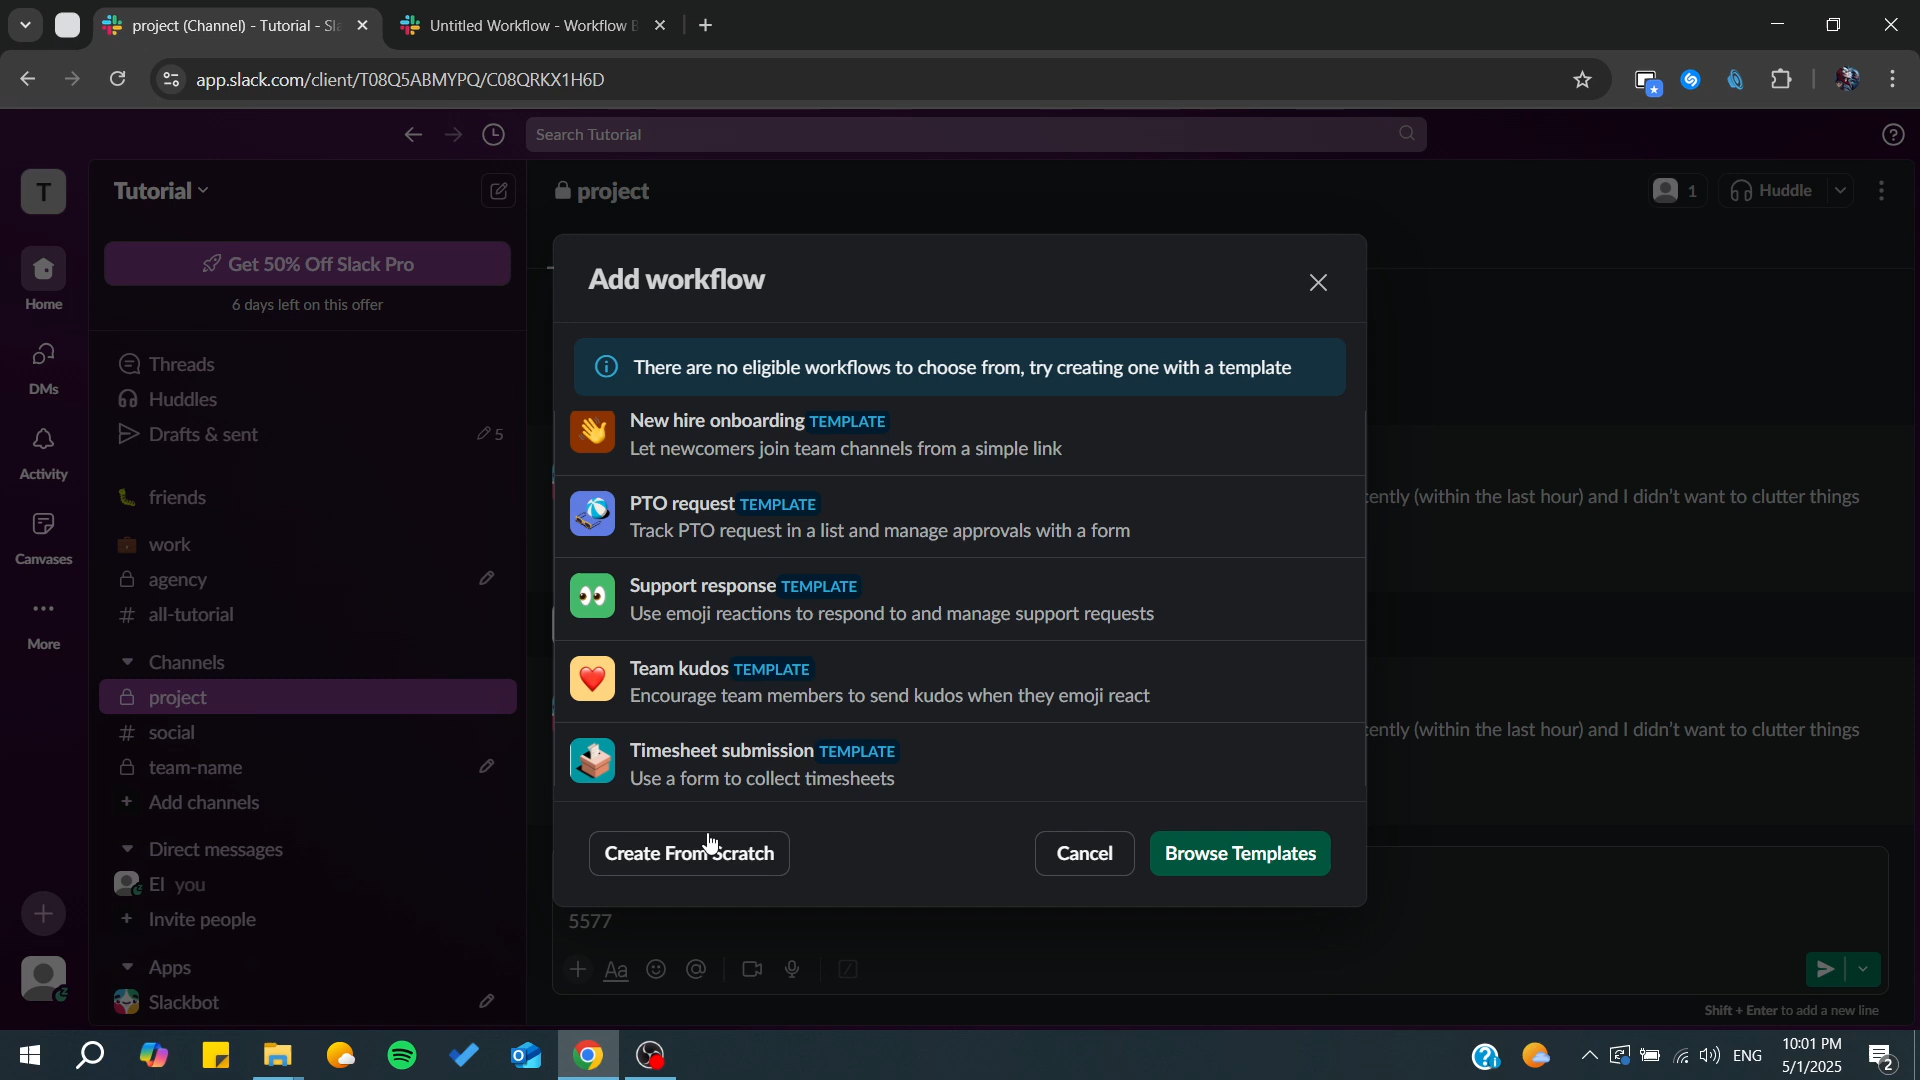 project (Channel) - Tutorial - Sla
Untitled Workflow - Workflow B
app.slack.com/client/T08Q5ABMYPQ/C08QRKX1H6D
Search Tutorial
T
Tutorial
project
1
Huddle
Get 50% Off Slack Pro
6 days left on this offer
Home
DMs
Activity
Canvases
More
Threads
Huddles
Drafts & sent
5
friends
work
agency
# all-tutorial
Channels
project
# social
team-name
+ Add channels
Direct messages
El you
+ Invite people
Apps
Slackbot
Add workflow
There are no eligible workflows to choose from, try creating one with a template
New hire onboarding TEMPLATE
Let newcomers join team channels from a simple link
PTO request TEMPLATE
Track PTO request in a list and manage approvals with a form
Support response TEMPLATE
Use emoji reactions to respond to and manage support requests
Team kudos TEMPLATE
Encourage team members to send kudos when they emoji react
Timesheet submission TEMPLATE
Use a form to collect timesheets
Create From Scratch
Cancel
Browse Templates
(within the last hour) and I didn't want to clutter things
(within the last hour) and I didn't want to clutter things
5577
Aa
Shift + Enter to add a new line
ENG
10:01 PM
5/1/2025
2